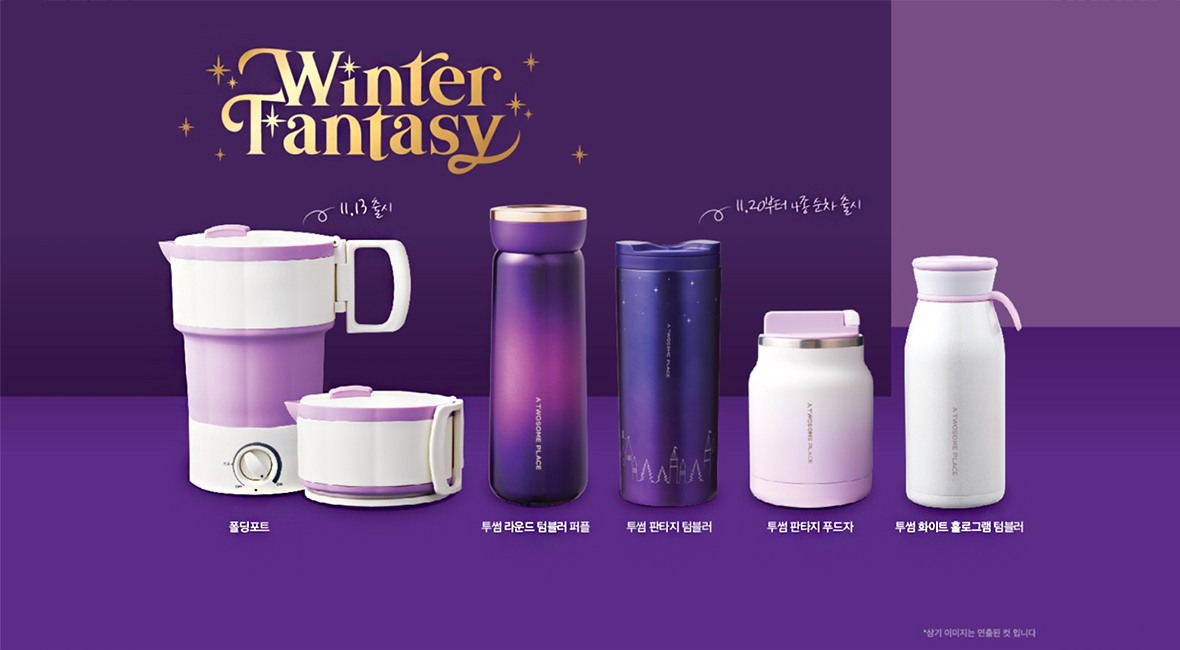 Winter
Fantasy
11.13 출시
11.20부터 4종 순차 출시
A TWOSOME PLACE
A TWOSOME PLACE
A TWOSOME PLACE
A TWOSOME PLACE
폴딩포트
투썸 라운드 텀블러 퍼플
투썸 판타지 텀블러
투썸 판타지 푸드자
투썸 화이트 홀로그램 텀블러
*상기 이미지는 연출된 컷 입니다